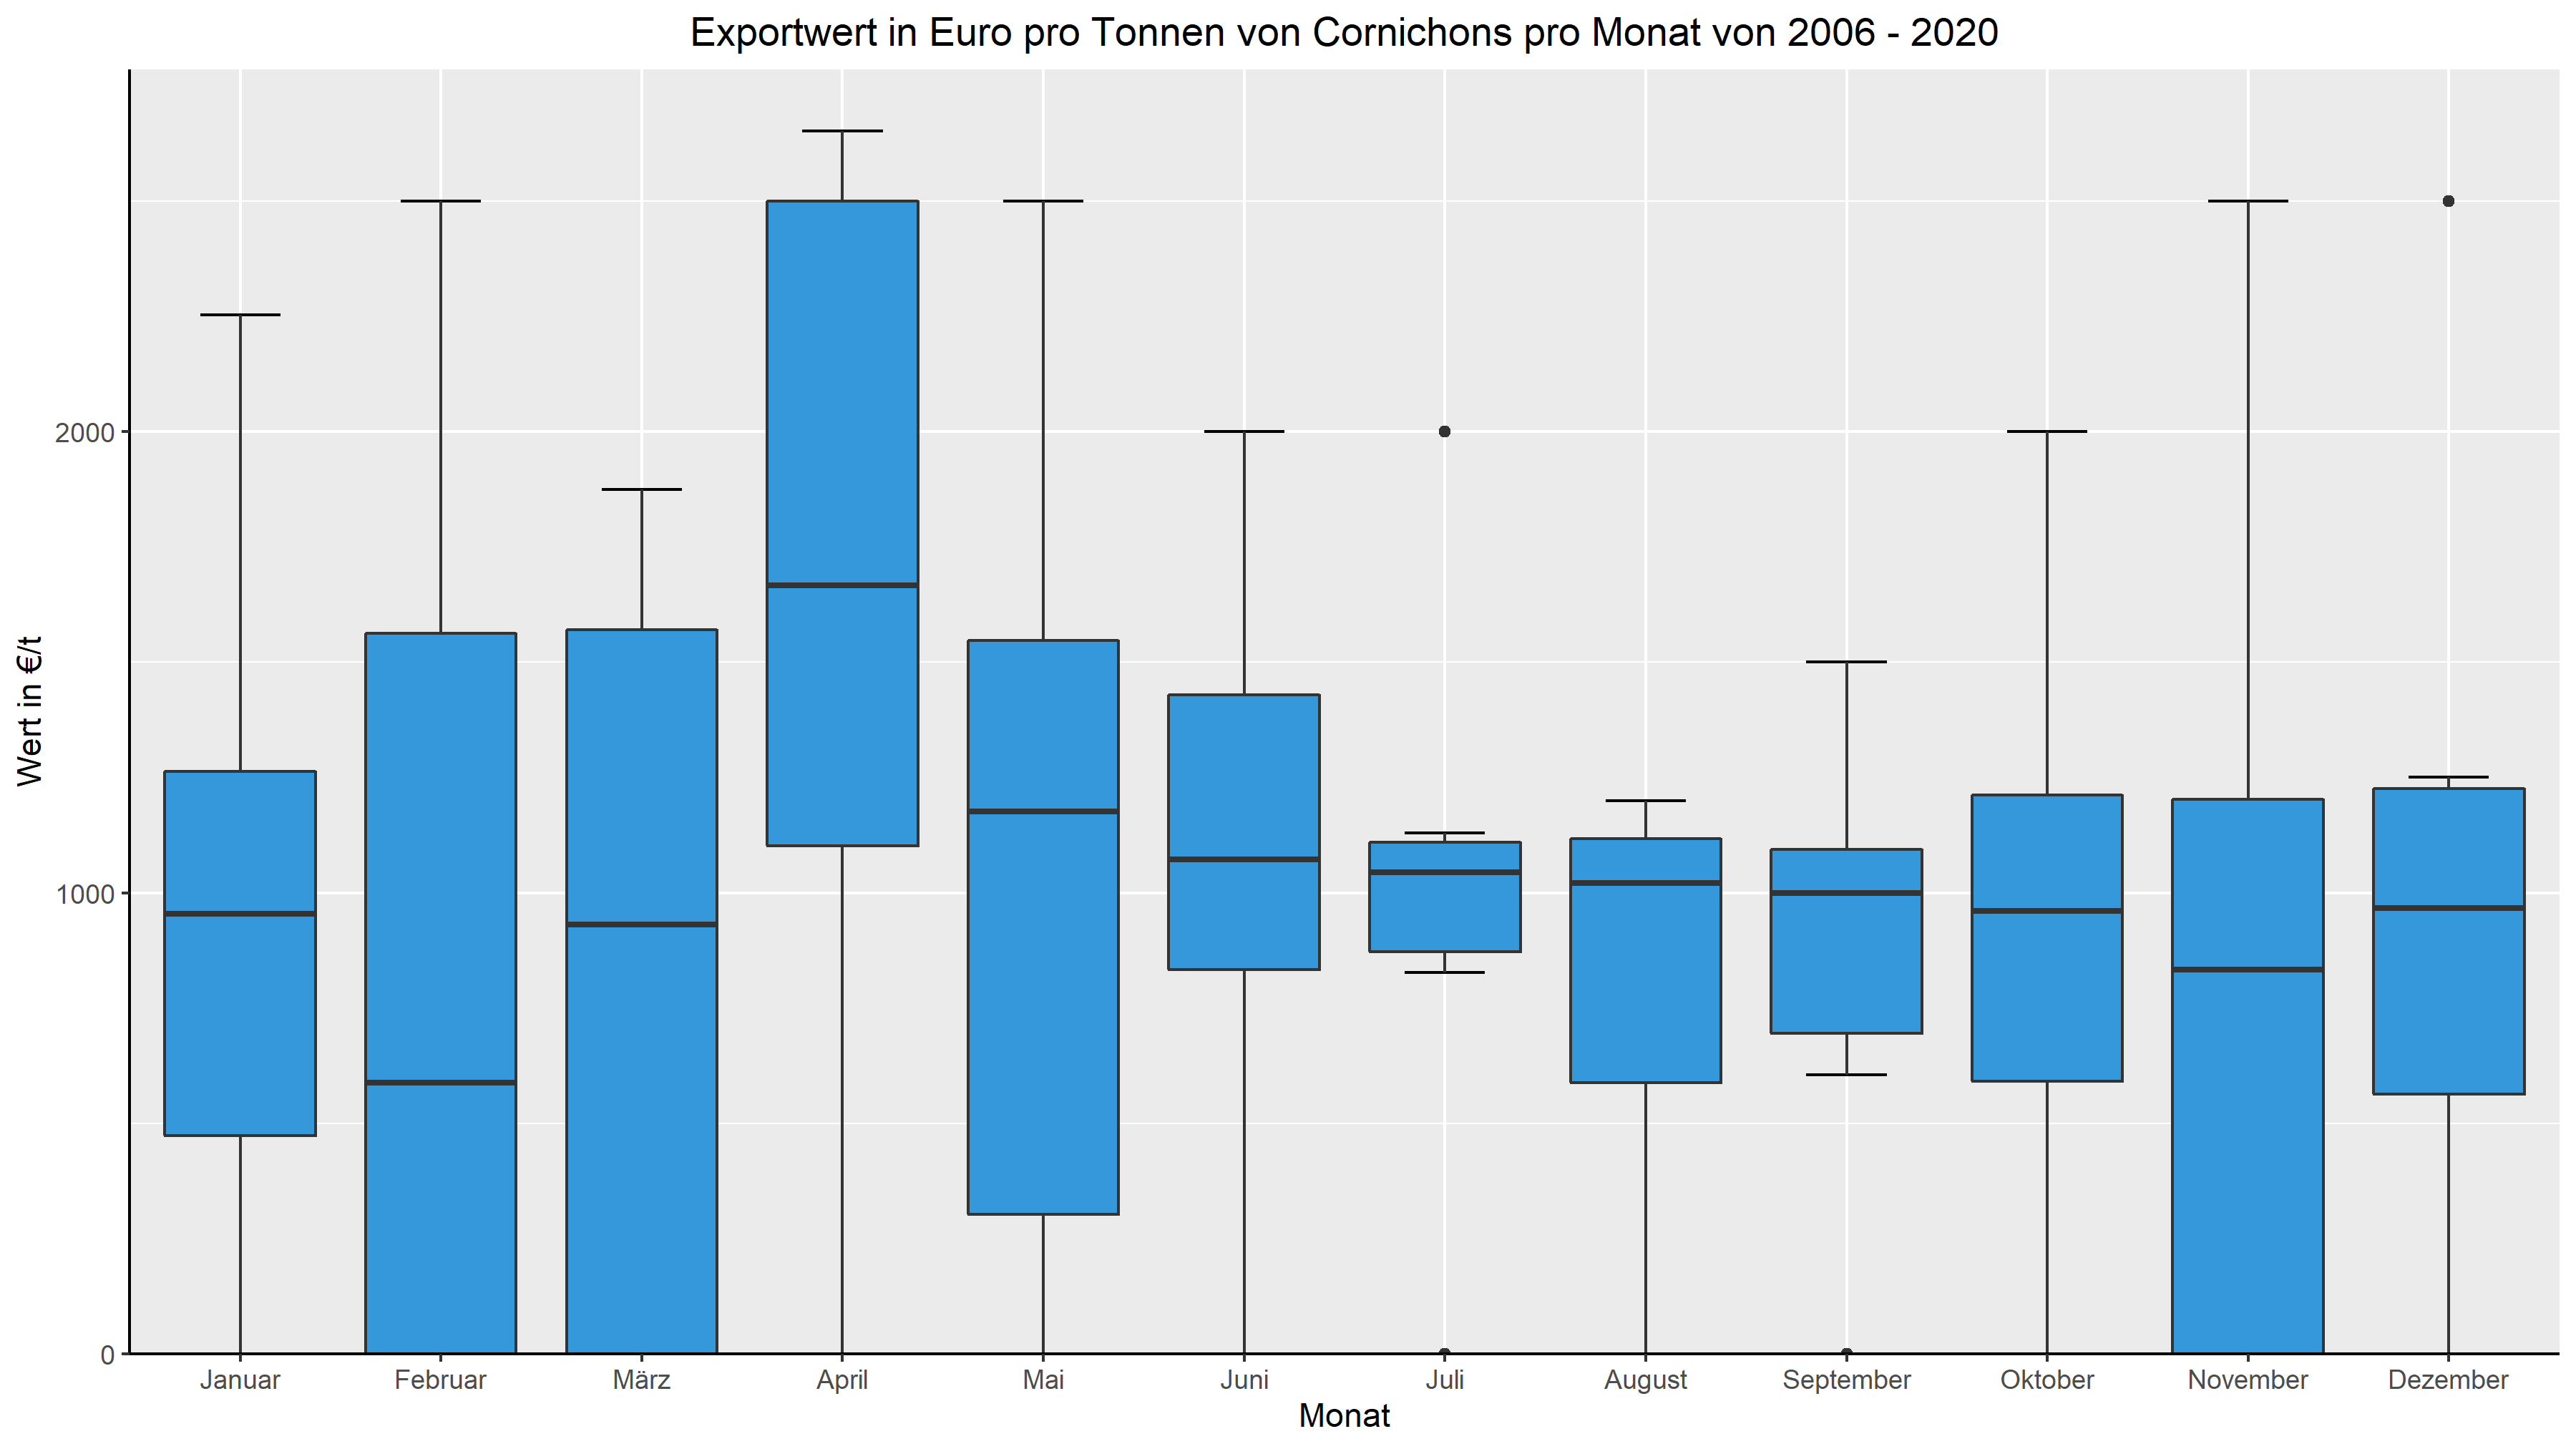 Exportwert in Euro pro Tonnen von Cornichons pro Monat von 2006 - 2020
Wert in €/t
2000
1000
0
Januar Februar März April Mai Juni Juli August September Oktober November Dezember
Monat